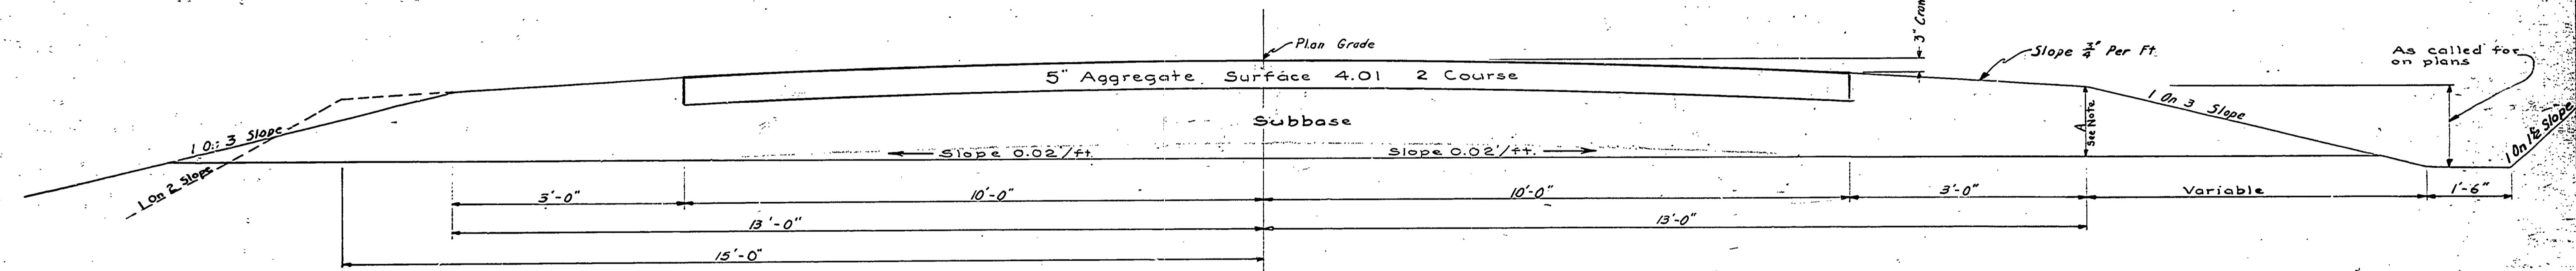 3" Crown
Plan Grade
Slope 3/4" Per Ft.
As called for
on plans
5" Aggregate Surface 4.01 2 Course
1 On 3 Slope
Subbase
A
See Note
1 On 3 Slope
1 On 1½ Slope
Slope 0.02'/ft.
Slope 0.02'/ft.
1 On 2 Slope
3'-0"
10'-0"
10'-0"
3'-0"
Variable
1'-6"
13'-0"
13'-0"
15'-0"